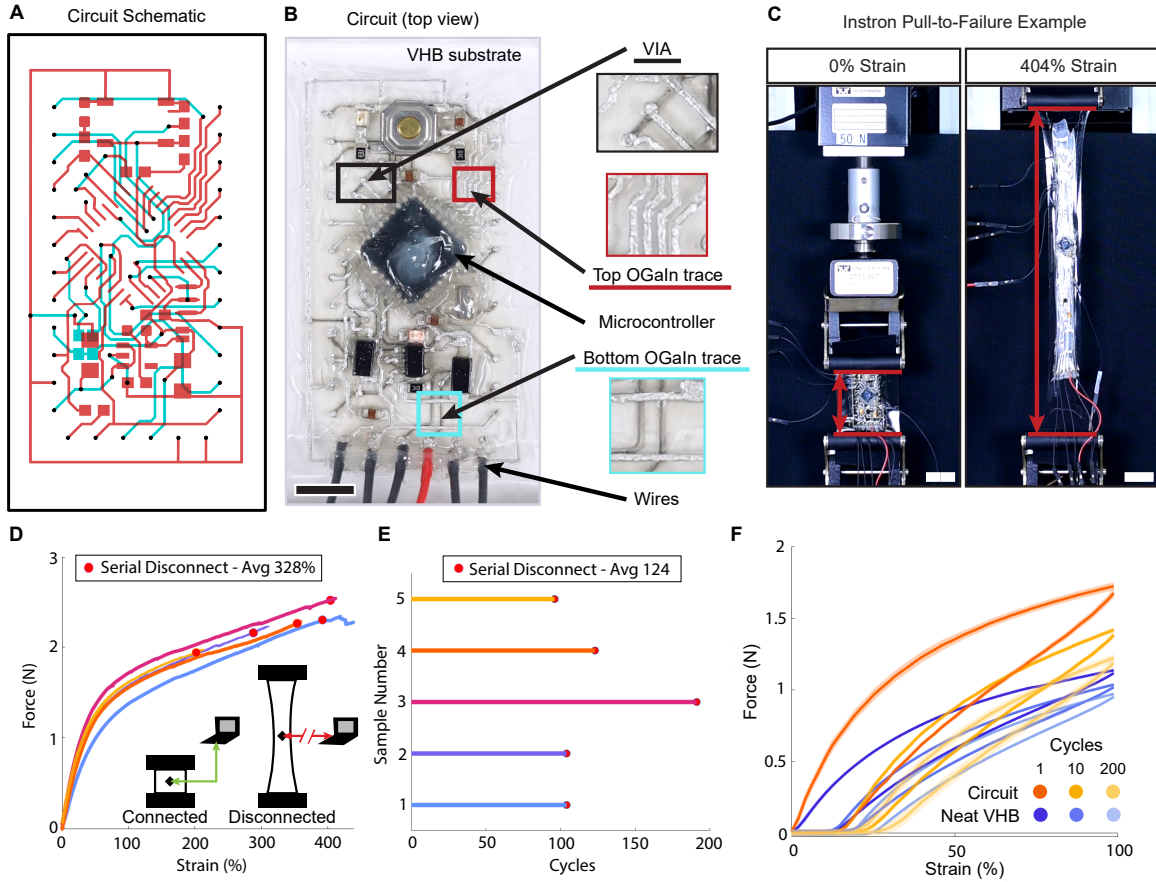 A
Circuit Schematic
B
Circuit (top view)
VHB substrate
VIA
Top OGaIn trace
Microcontroller
Bottom OGaIn trace
Wires
C
Instron Pull-to-Failure Example
0% Strain
404% Strain
50 N
D
Serial Disconnect - Avg 328%
3
2
1
0
Force (N)
0
100
200
300
400
Strain (%)
Connected
Disconnected
E
Serial Disconnect - Avg 124
5
4
3
2
1
Sample Number
0
50
100
150
200
Cycles
F
2
1.5
1
0.5
0
Force (N)
0
50
100
Strain (%)
Cycles
1 10 200
Circuit
Neat VHB